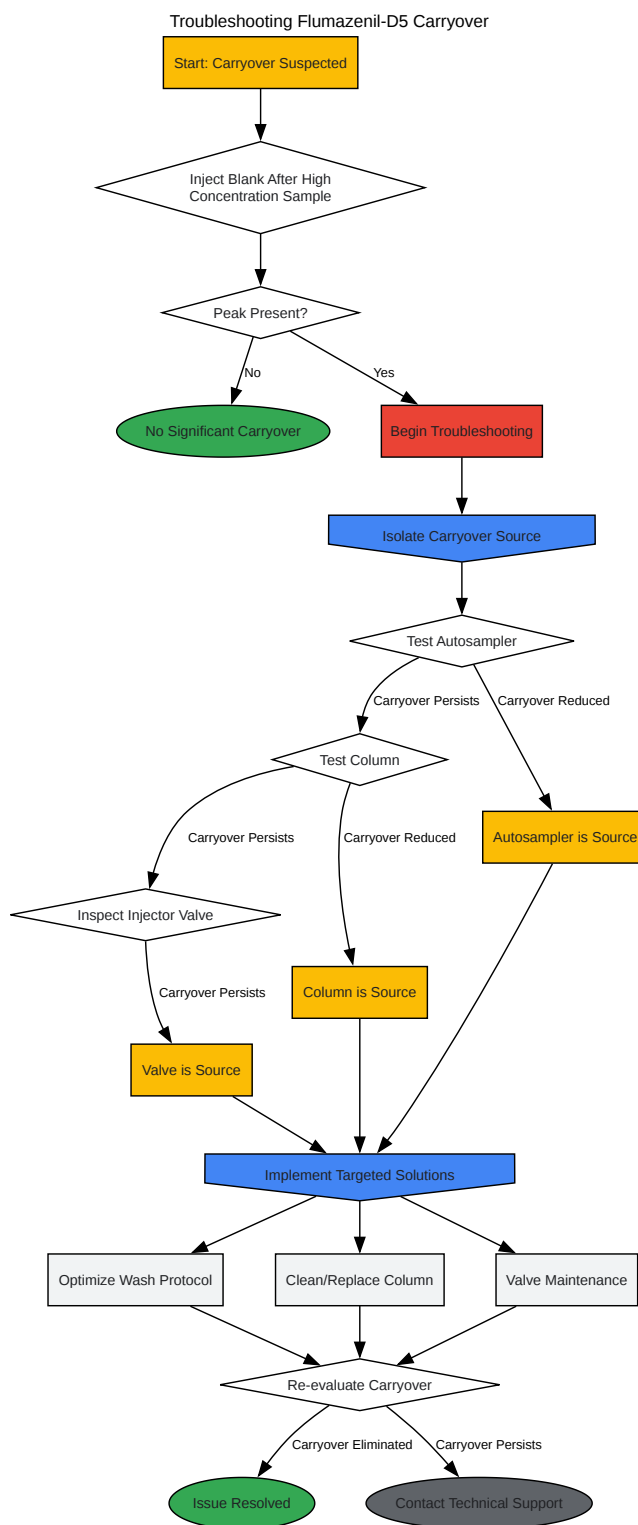 Troubleshooting Flumazenil-D5 Carryover
Start: Carryover Suspected
Inject Blank After High
Concentration Sample
Peak Present?
No
Yes
No Significant Carryover
Begin Troubleshooting
Isolate Carryover Source
Test Autosampler
Carryover Persists
Carryover Reduced
Test Column
Carryover Persists
Carryover Reduced
Autosampler is Source
Inspect Injector Valve
Carryover Persists
Column is Source
Valve is Source
Implement Targeted Solutions
Optimize Wash Protocol
Clean/Replace Column
Valve Maintenance
Re-evaluate Carryover
Carryover Eliminated
Carryover Persists
Issue Resolved
Contact Technical Support